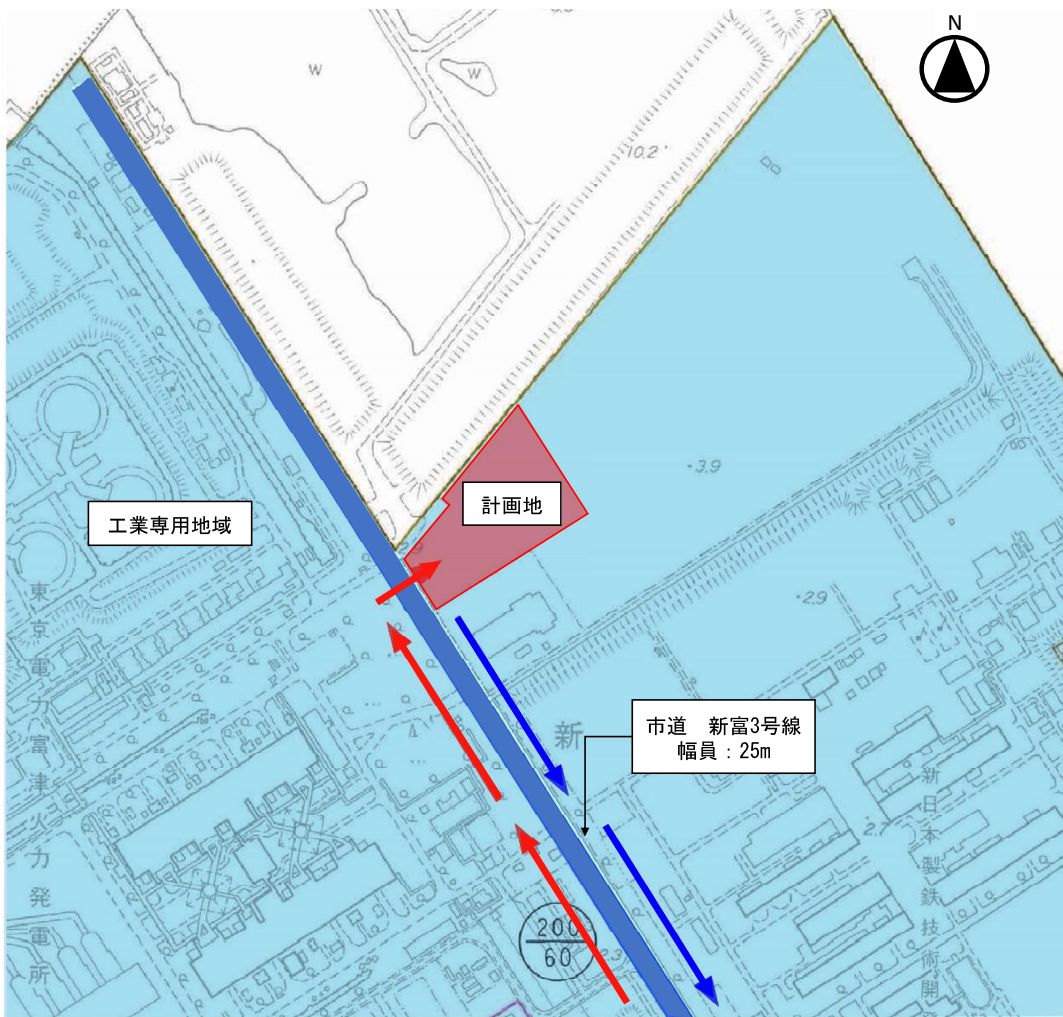 N
W
W
10.2
計画地
3.9
工業専用地域
2.9
東京電力富津火力発電所
市道 新富3号線
幅員：25m
新
新日本製鉄技術開
2.7
200
60
2.3